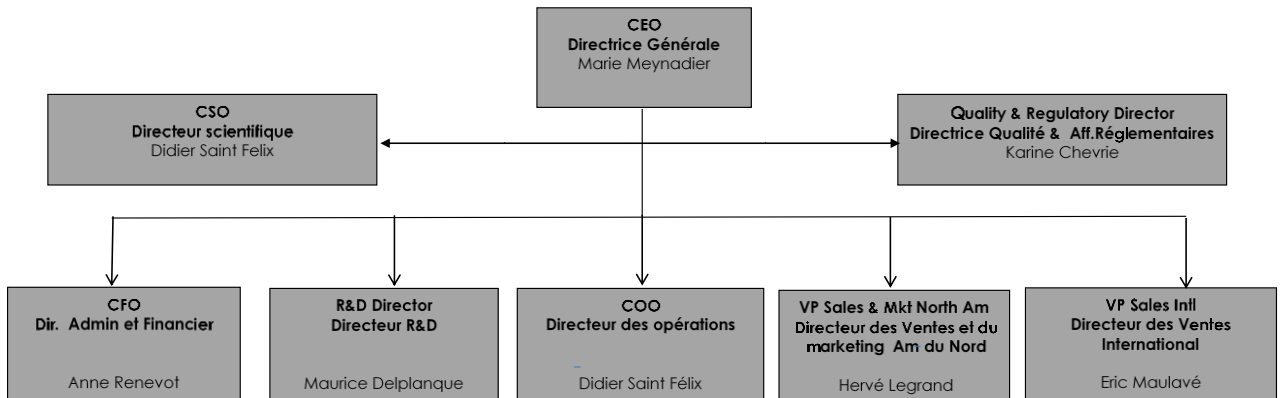 CEO
Directrice Générale
Marie Meynadier
CSO
Directeur scientifique
Didier Saint Felix
Quality & Regulatory Director
Directrice Qualité & Aff.Réglementaires
Karine Chevrie
CFO
Dir. Admin et Financier
Anne Renevot
R&D Director
Directeur R&D
Maurice Delplanque
COO
Directeur des opérations
Didier Saint Félix
VP Sales & Mkt North Am
Directeur des Ventes et du
marketing Am du Nord
Hervé Legrand
VP Sales Intl
Directeur des Ventes
International
Eric Maulavé